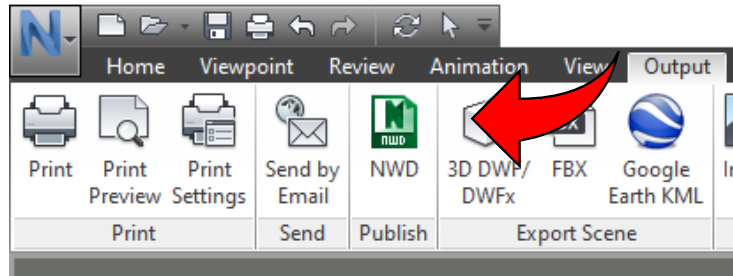 N
Home Viewpoint Review Animation View Output
NWD
Print Print Preview Print Settings Send by Email NWD 3D DWF/ DWFx FBX Google Earth KML
Print Send Publish Export Scene